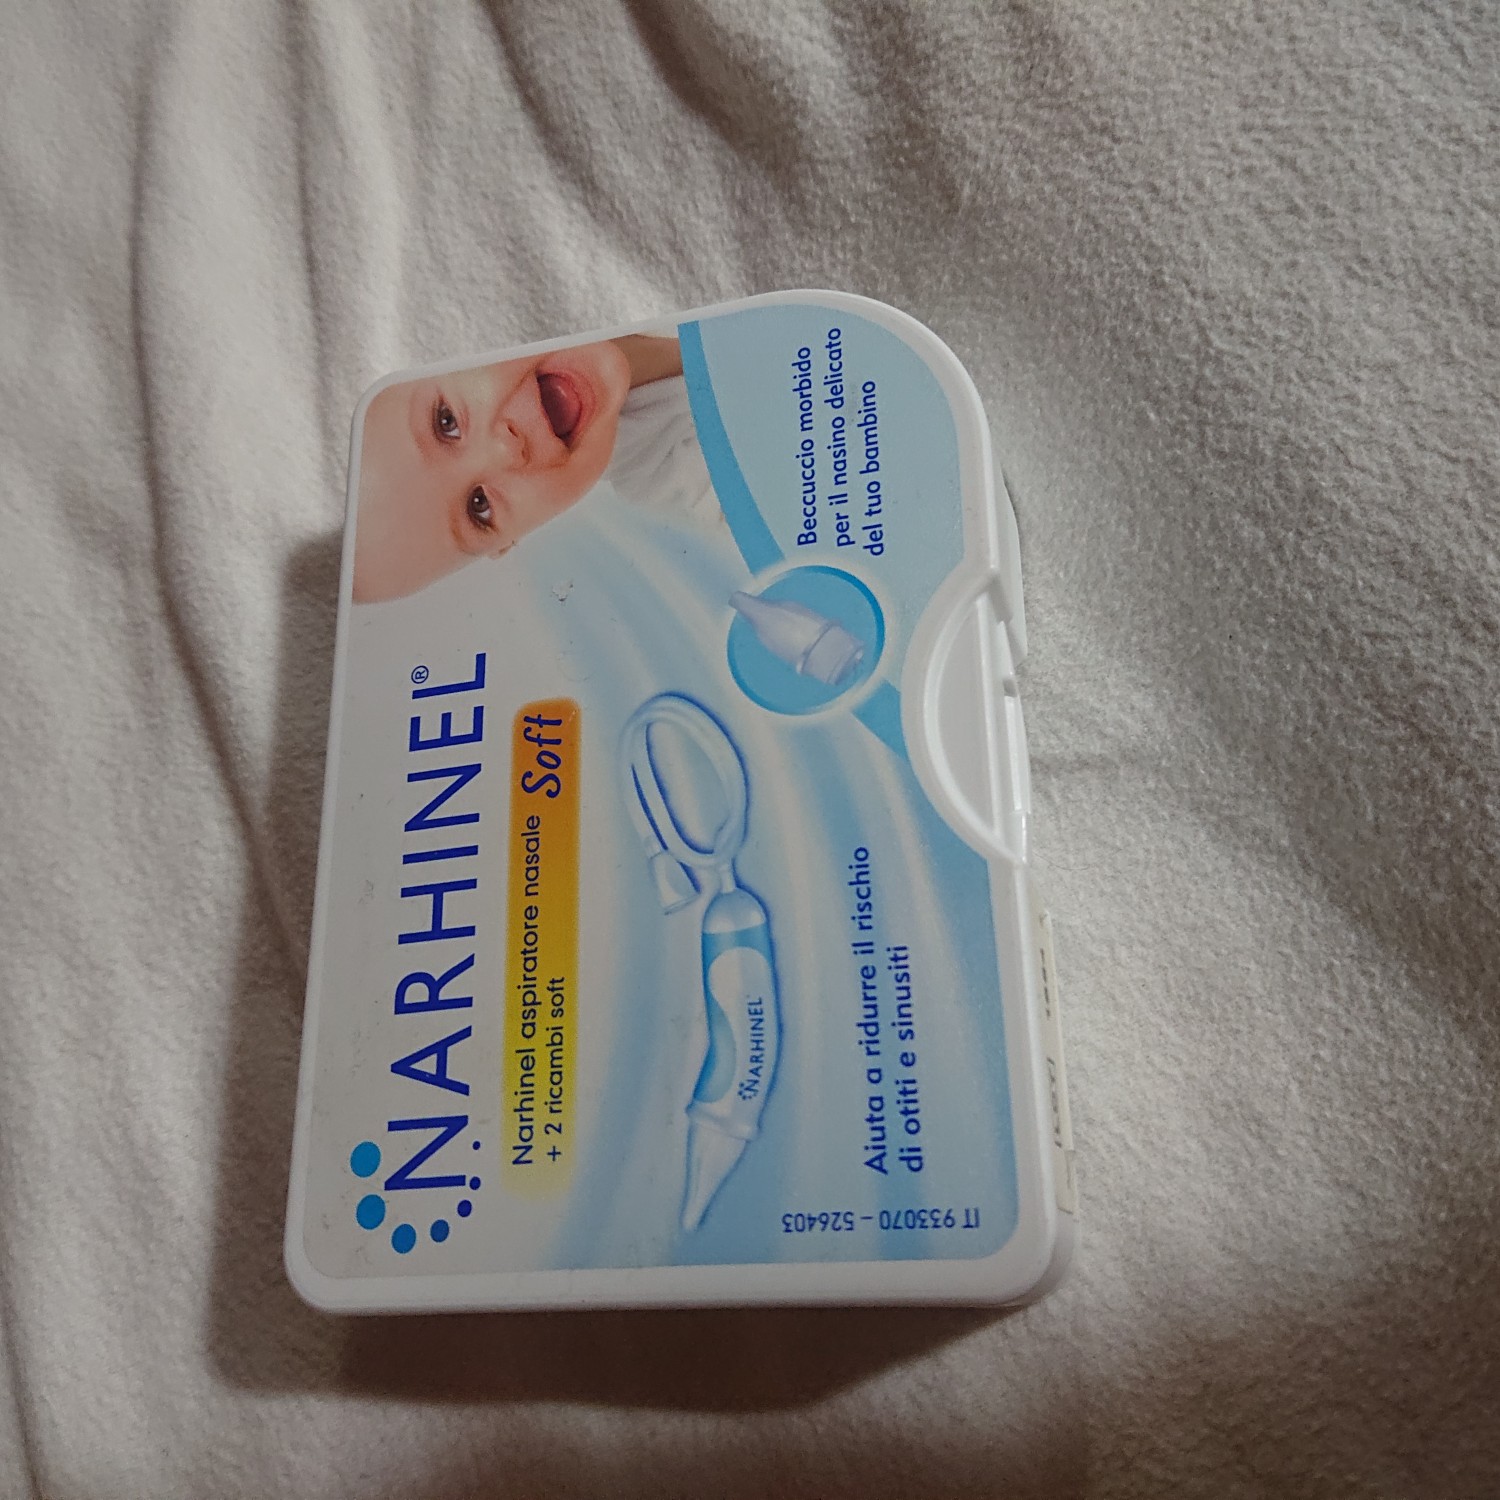 NARHINEL®
Narhinel aspiratore nasale Soft
+ 2 ricambi soft
NARHINEL
Beccuccio morbido
per il nasino delicato
del tuo bambino
Aiuta a ridurre il rischio
di otiti e sinusiti
IT 933070 – 526403